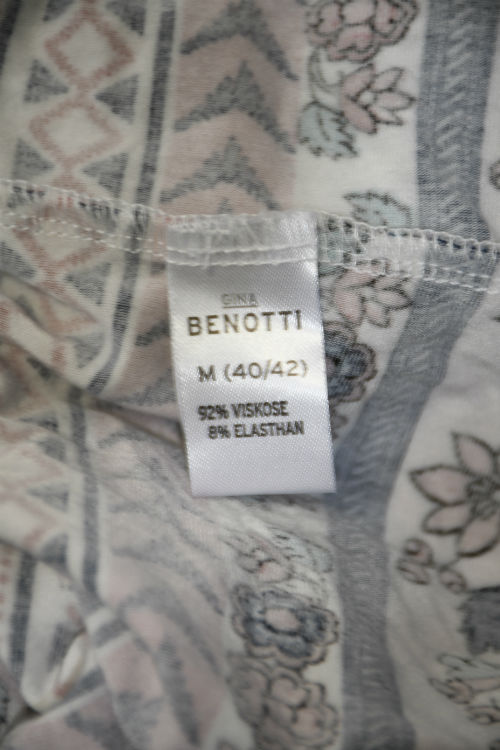 GINA
BENOTTI
M (40/42)
92% VISKOSE
8% ELASTHAN